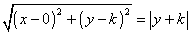 √((x−0)² + (y−k)²) = |y+k|